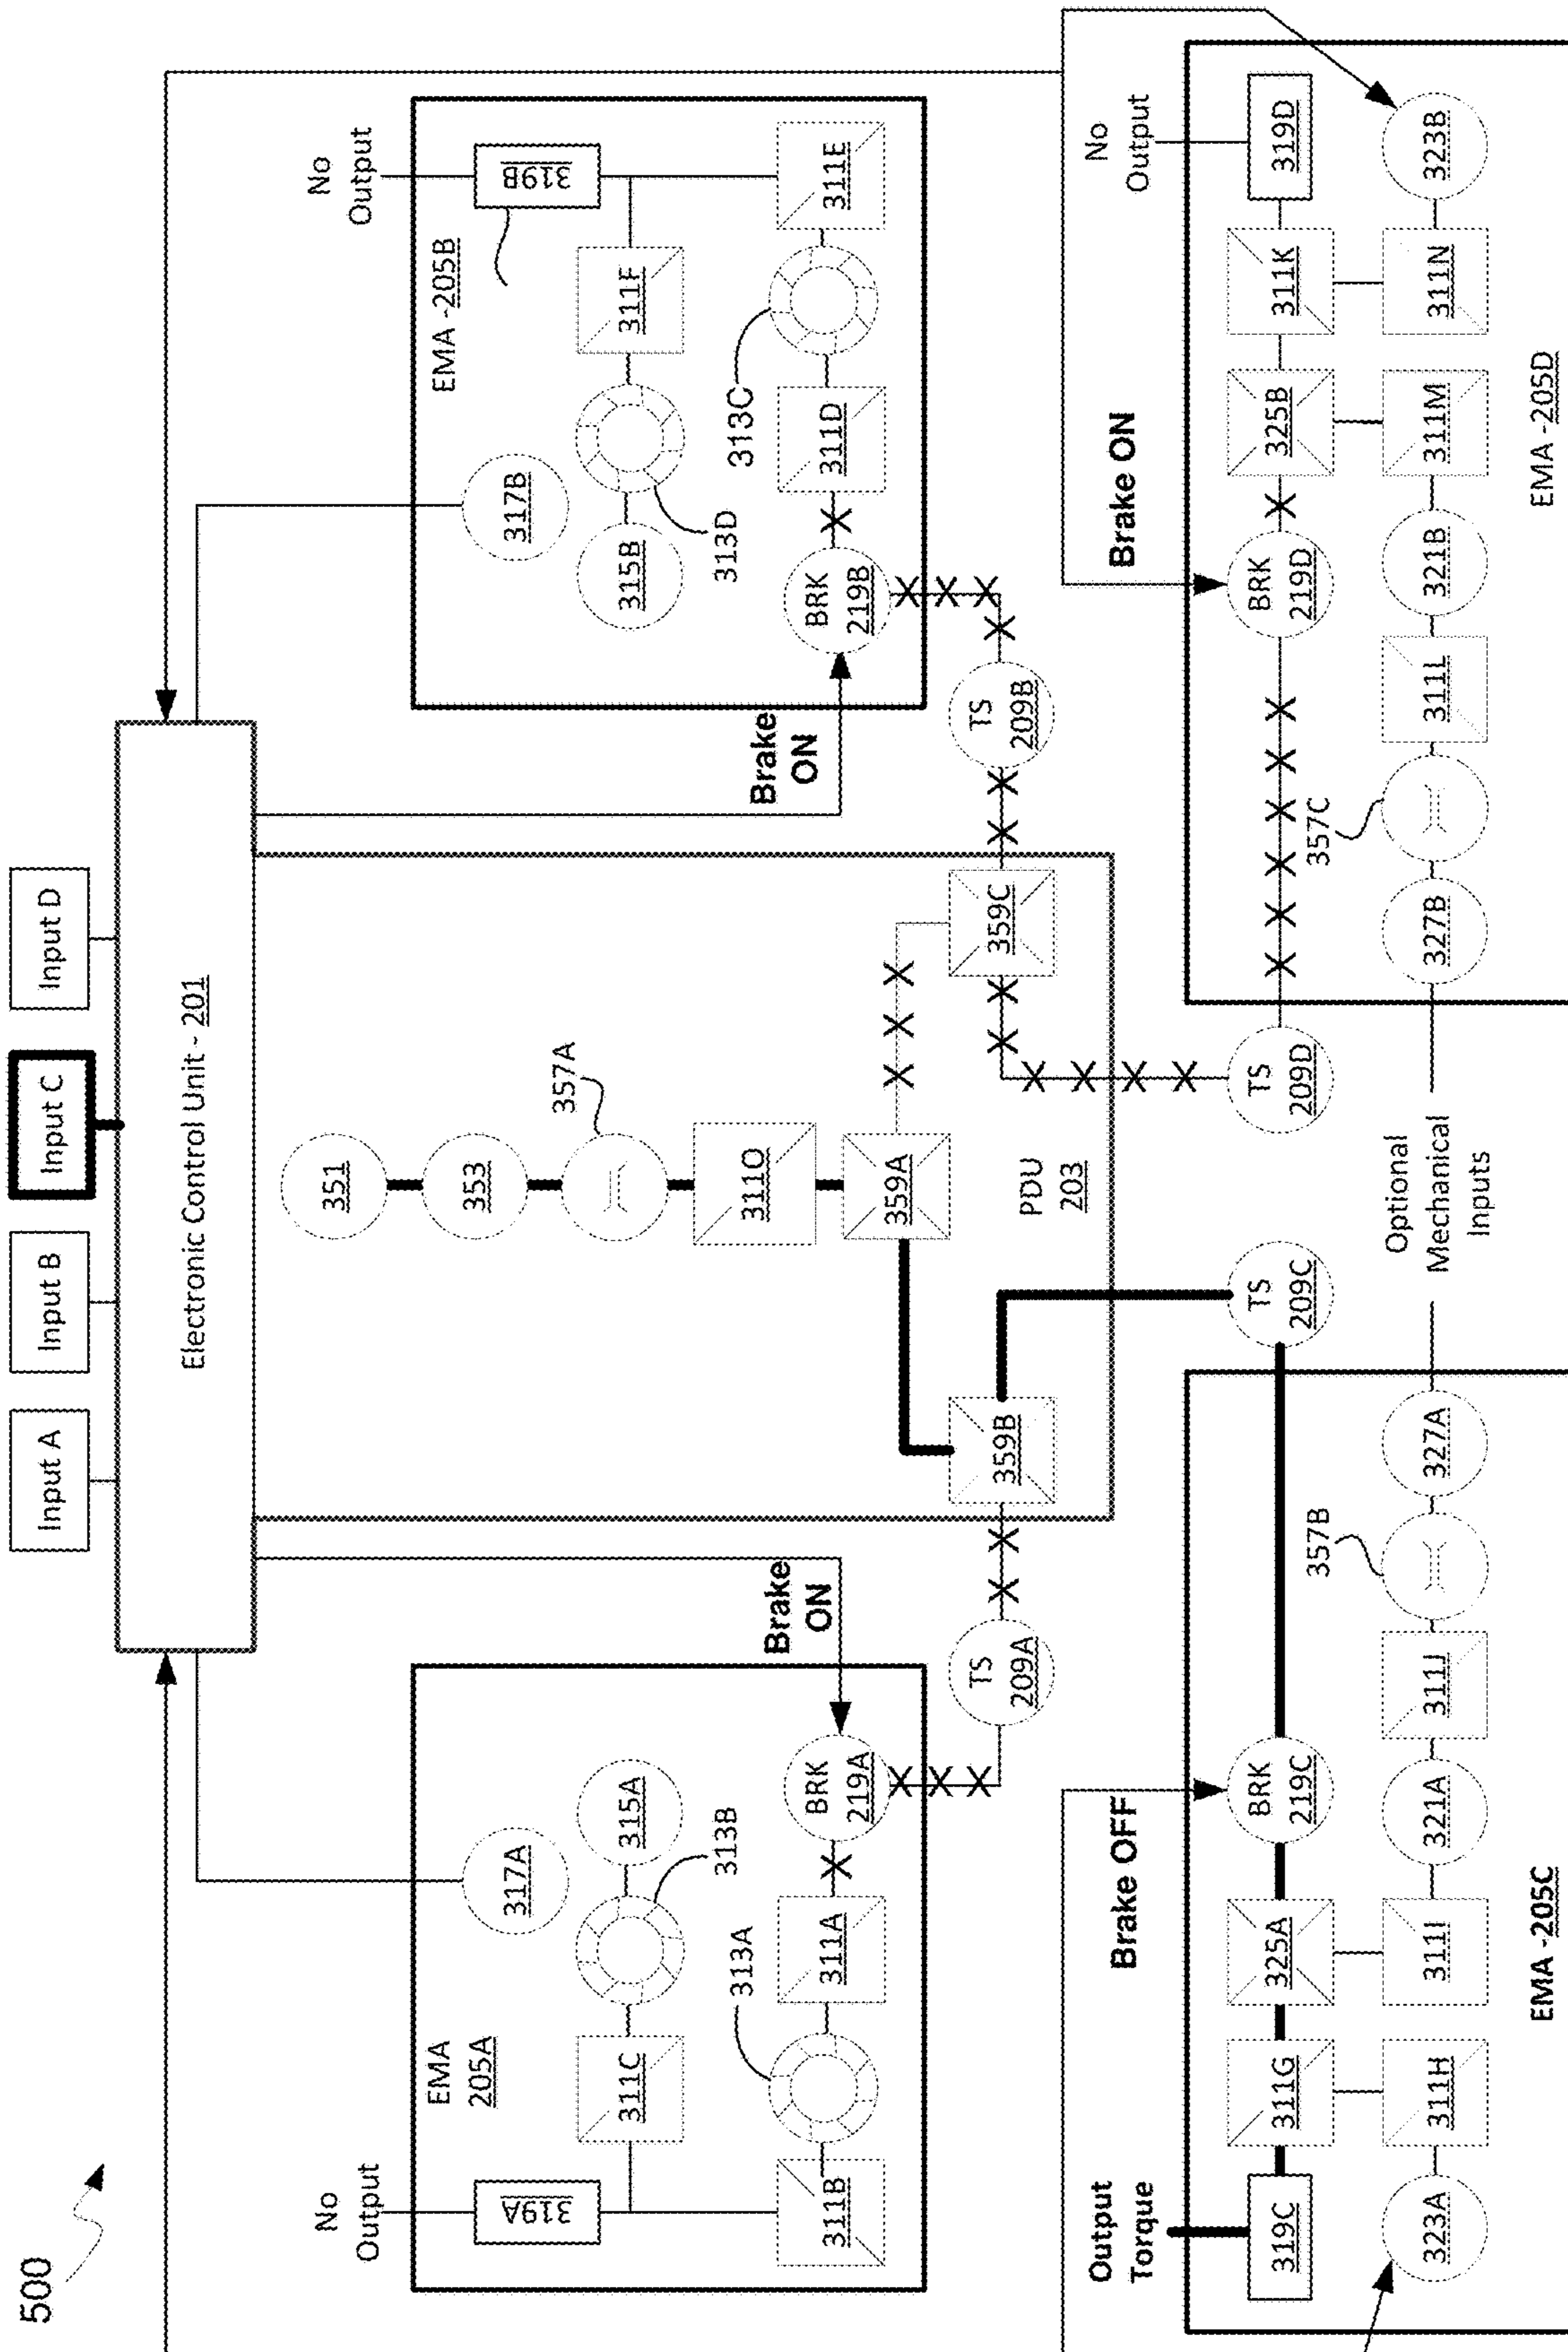 500
Input A
Input B
Input C
Input D
Electronic Control Unit - 201
No
Output
EMA
205A
319A
311C
313B
315A
317A
311B
313A
311A
BRK
219A
Brake
ON
TS
209A
351
353
357A
311O
359A
359B
359C
PDU
203
No
Output
EMA -205B
319B
311F
313D
315B
317B
311E
313C
311D
BRK
219B
Brake
ON
TS
209B
Output
Torque
Brake OFF
319C
311G
325A
BRK
219C
TS
209C
323A
311H
311I
321A
311J
357B
327A
EMA -205C
Optional
Mechanical
Inputs
No
Output
Brake ON
TS
209D
BRK
219D
325B
311K
319D
327B
357C
311L
321B
311M
311N
323B
EMA -205D